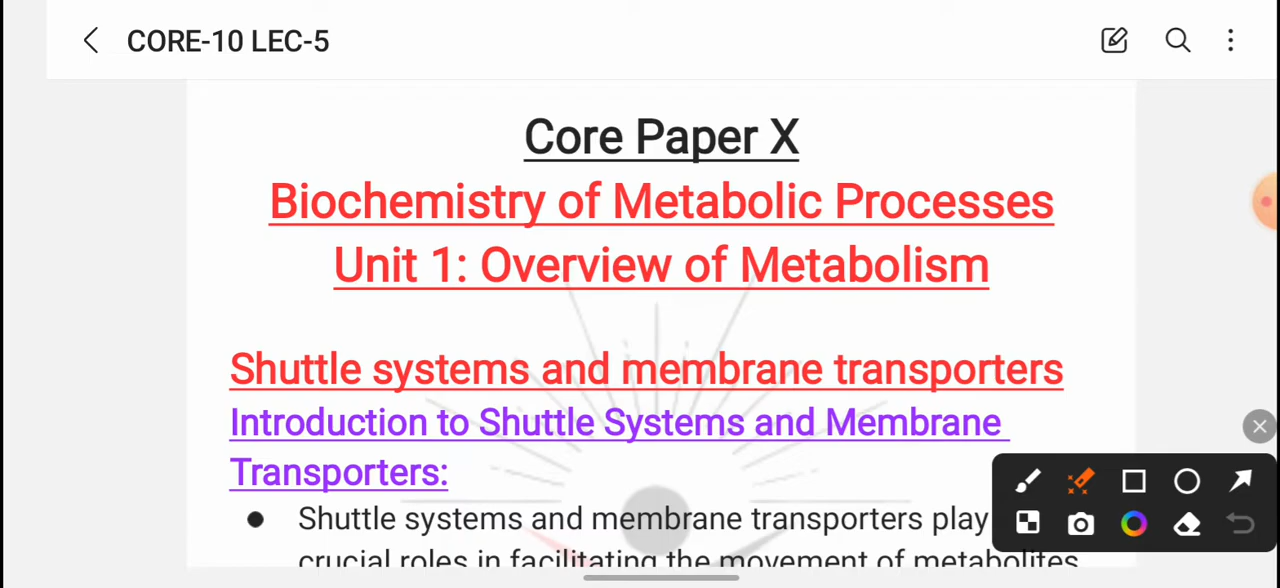 CORE-10 LEC-5
Core Paper X
Biochemistry of Metabolic Processes
Unit 1: Overview of Metabolism
Shuttle systems and membrane transporters
Introduction to Shuttle Systems and Membrane
Transporters:
● Shuttle systems and membrane transporters play
crucial roles in facilitating the movement of metabolites